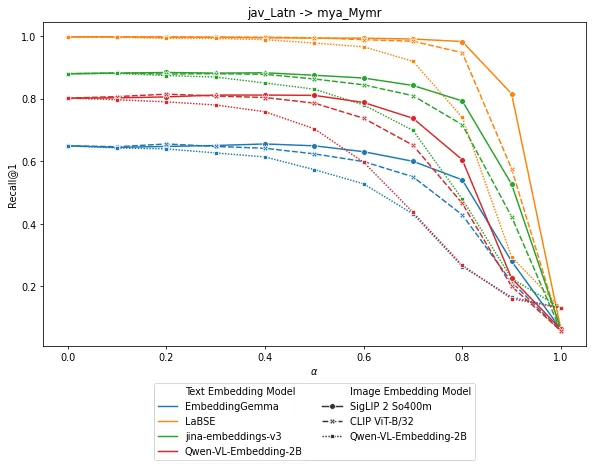 jav_Latn -> mya_Mymr
Recall@1
1.0
0.8
0.6
0.4
0.2
0.0 0.2 0.4 0.6 0.8 1.0
α
Text Embedding Model
EmbeddingGemma
LaBSE
jina-embeddings-v3
Qwen-VL-Embedding-2B
Image Embedding Model
SigLIP 2 So400m
CLIP ViT-B/32
Qwen-VL-Embedding-2B